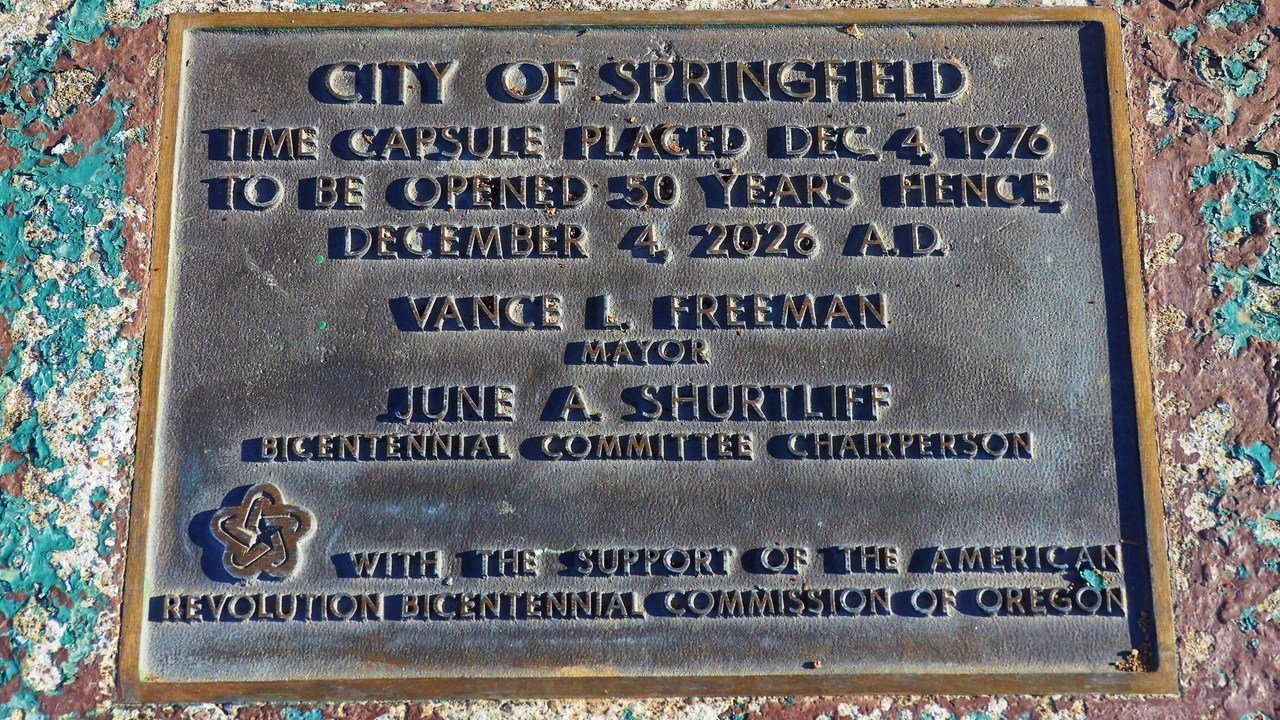 CITY OF SPRINGFIELD
TIME CAPSULE PLACED DEC. 4, 1976
TO BE OPENED 50 YEARS HENCE,
DECEMBER 4, 2026 A.D.
VANCE L. FREEMAN
MAYOR
JUNE A. SHURTLIFF
BICENTENNIAL COMMITTEE CHAIRPERSON
WITH THE SUPPORT OF THE AMERICAN
REVOLUTION BICENTENNIAL COMMISSION OF OREGON